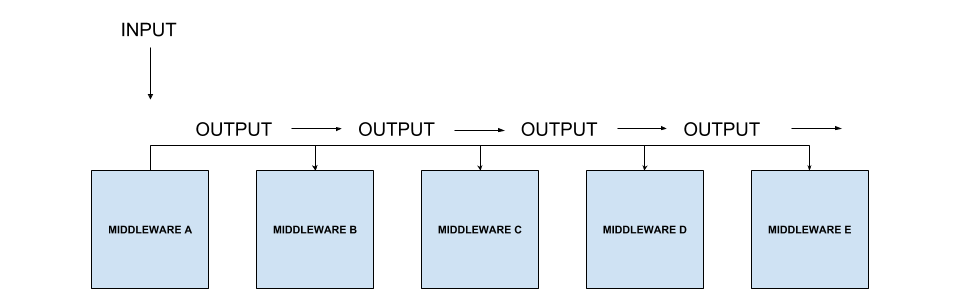 INPUT
OUTPUT
OUTPUT
OUTPUT
OUTPUT
MIDDLEWARE A
MIDDLEWARE B
MIDDLEWARE C
MIDDLEWARE D
MIDDLEWARE E